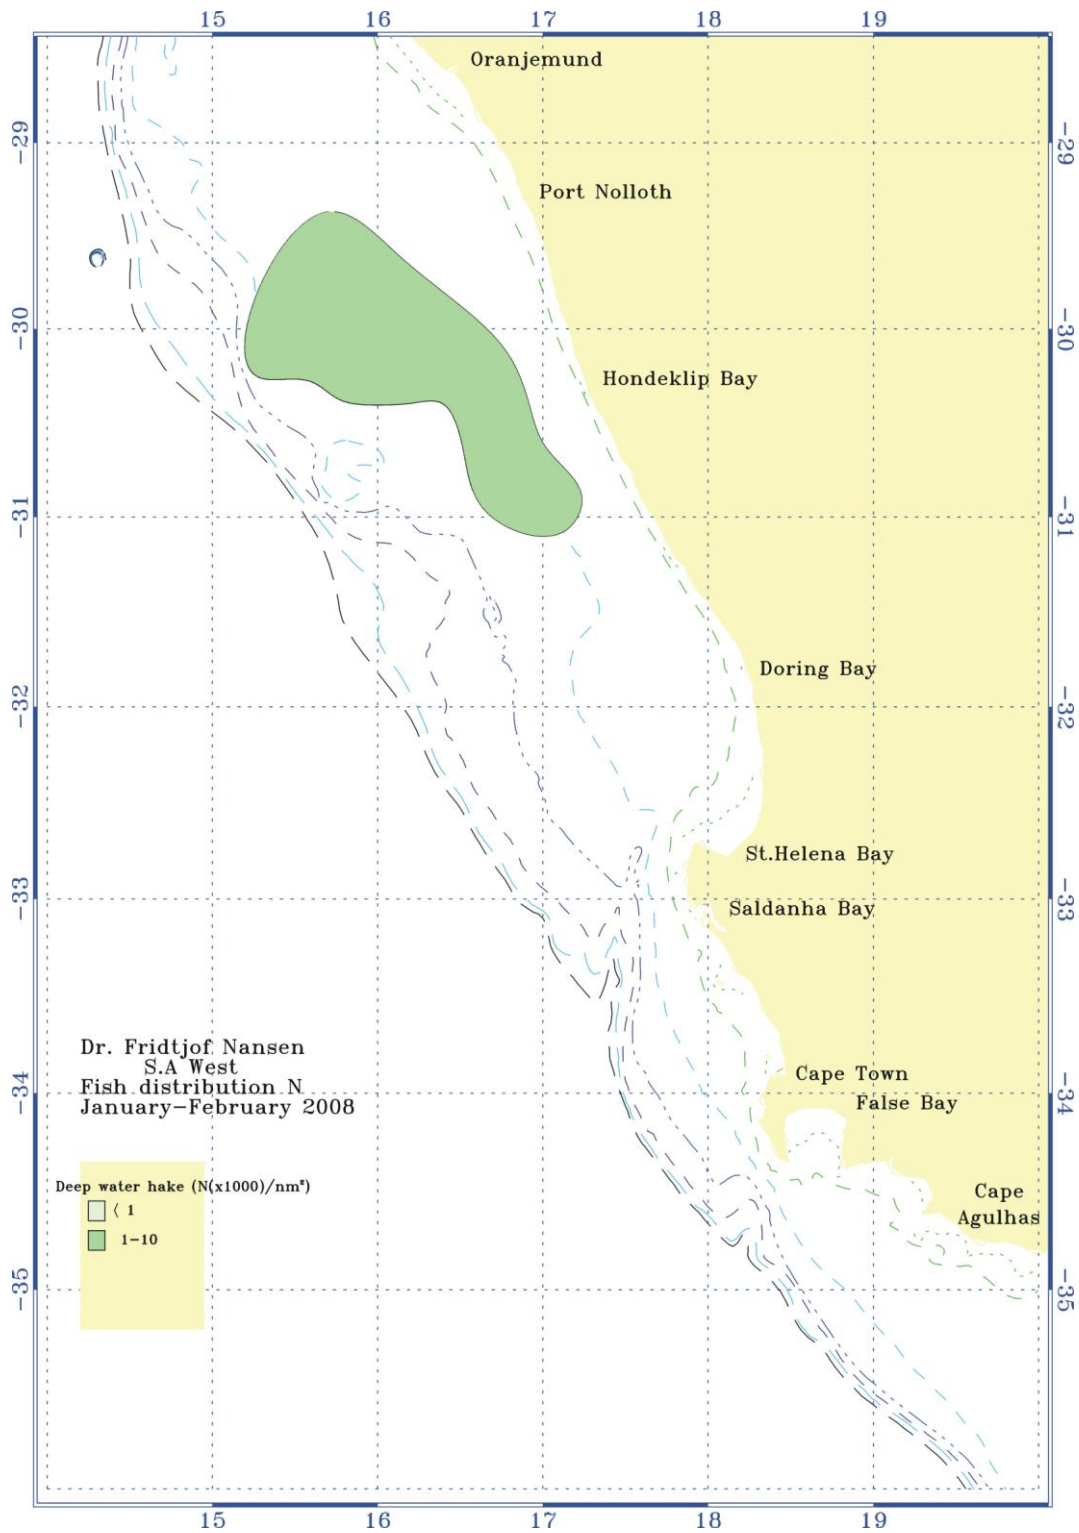 15 16 17 18 19
Oranjemund
-29 -29
Port Nolloth
-30 -30
Hondeklip Bay
-31 -31
Doring Bay
-32 -32
St.Helena Bay
-33 -33
Saldanha Bay
Dr. Fridtjof Nansen
S.A West
Fish distribution N
January-February 2008
Cape Town
-34 -34
False Bay
Deep water hake (N(x1000)/nm²)
< 1
1-10
Cape
Agulhas
-35 -35
15 16 17 18 19